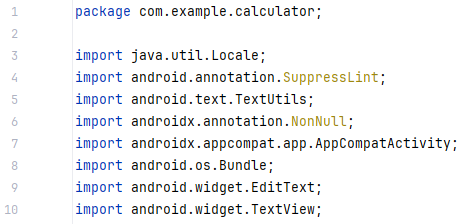 1 package com.example.calculator;
2
3 import java.util.Locale;
4 import android.annotation.SuppressLint;
5 import android.text.TextUtils;
6 import androidx.annotation.NonNull;
7 import androidx.appcompat.app.AppCompatActivity;
8 import android.os.Bundle;
9 import android.widget.EditText;
10 import android.widget.TextView;